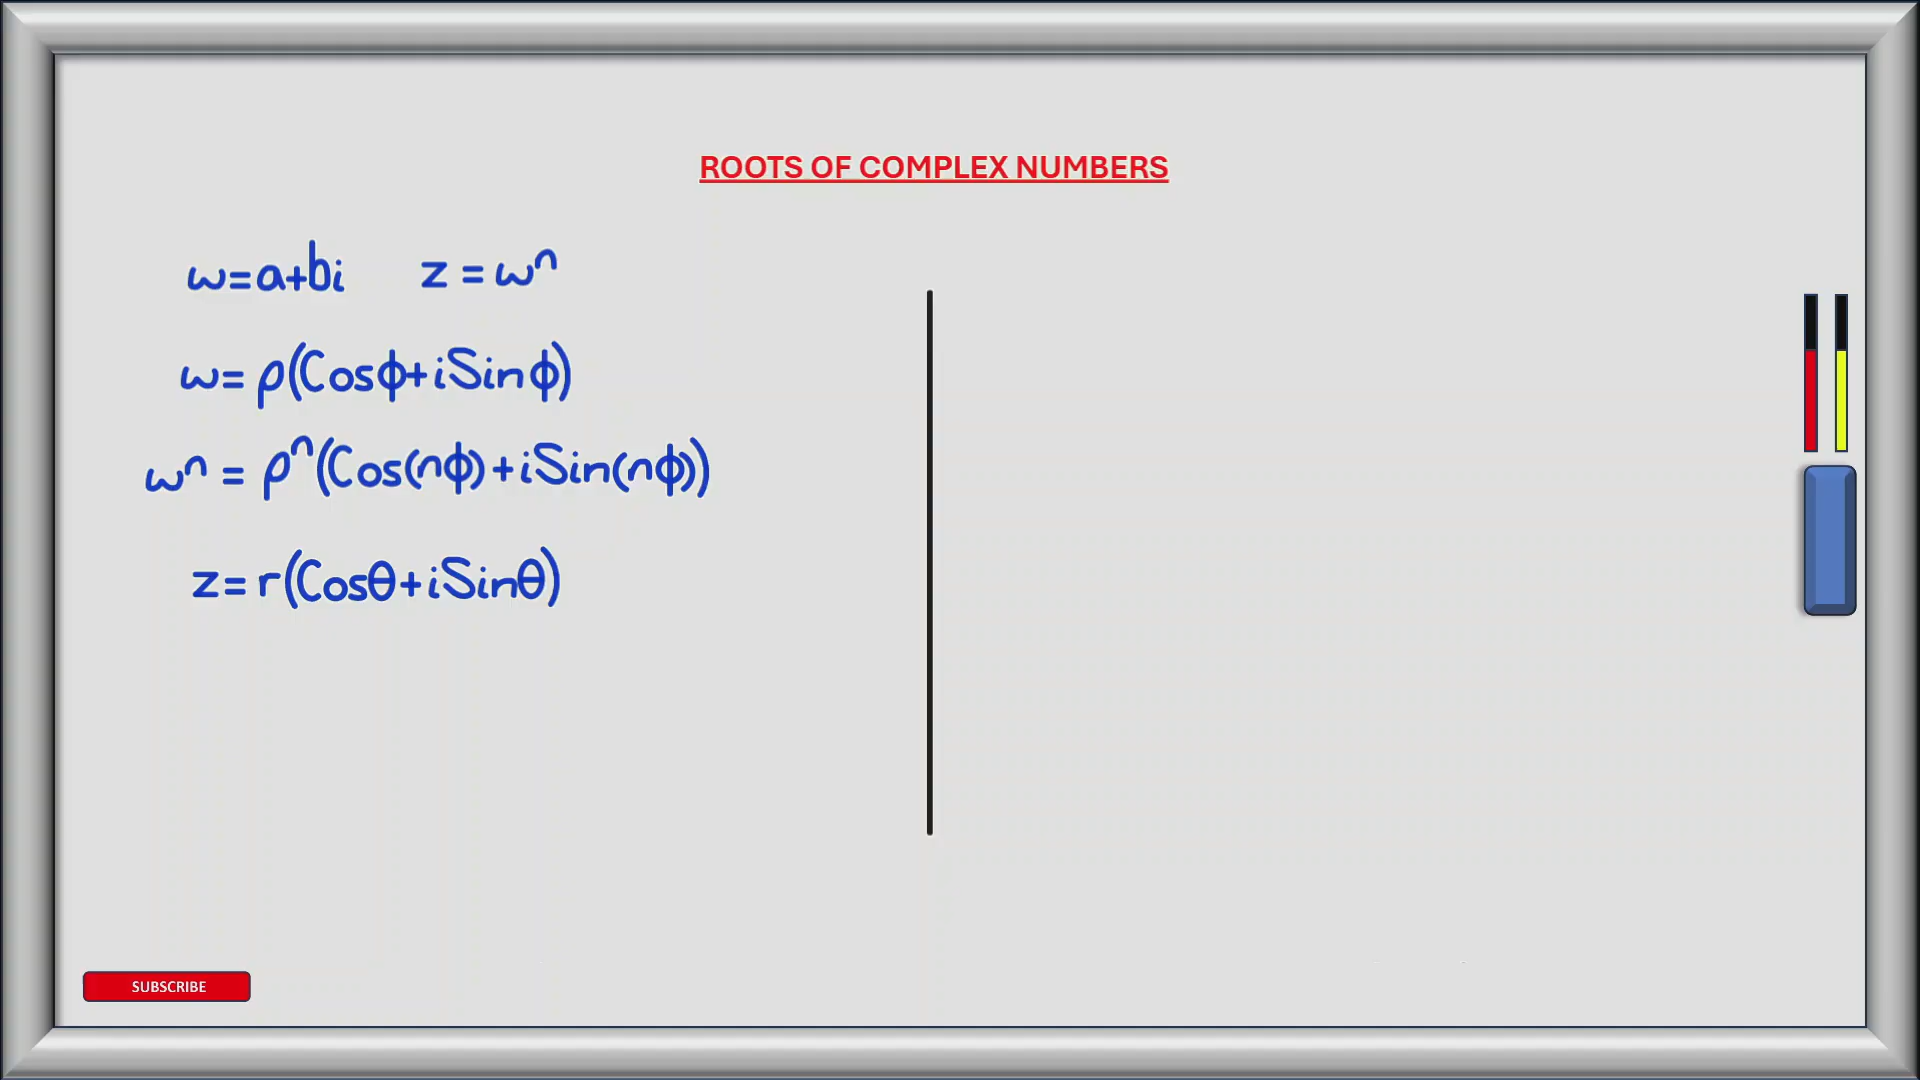 ROOTS OF COMPLEX NUMBERS
ω=a+bi z = ωⁿ
ω= ρ(Cosϕ+iSinϕ)
ωⁿ = ρⁿ(Cos(nϕ)+iSin(nϕ))
z= r(Cosθ+iSinθ)
SUBSCRIBE